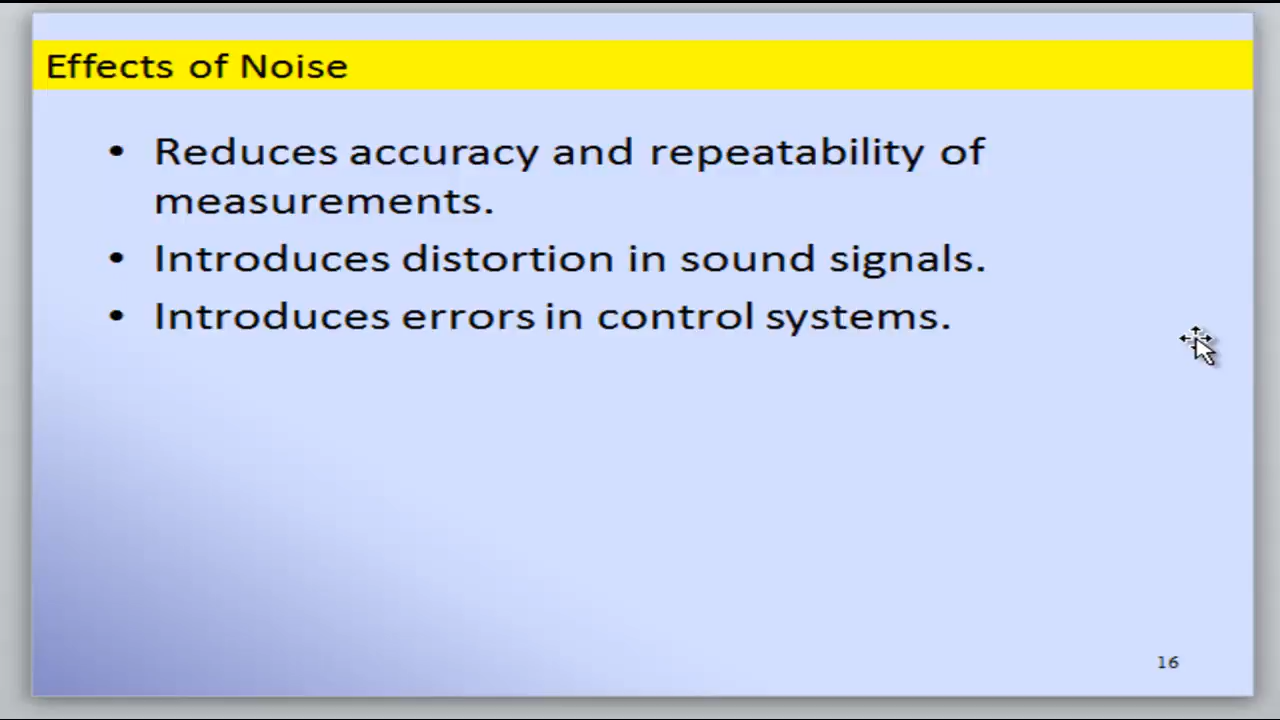 Effects of Noise
• Reduces accuracy and repeatability of
measurements.
• Introduces distortion in sound signals.
• Introduces errors in control systems.
16